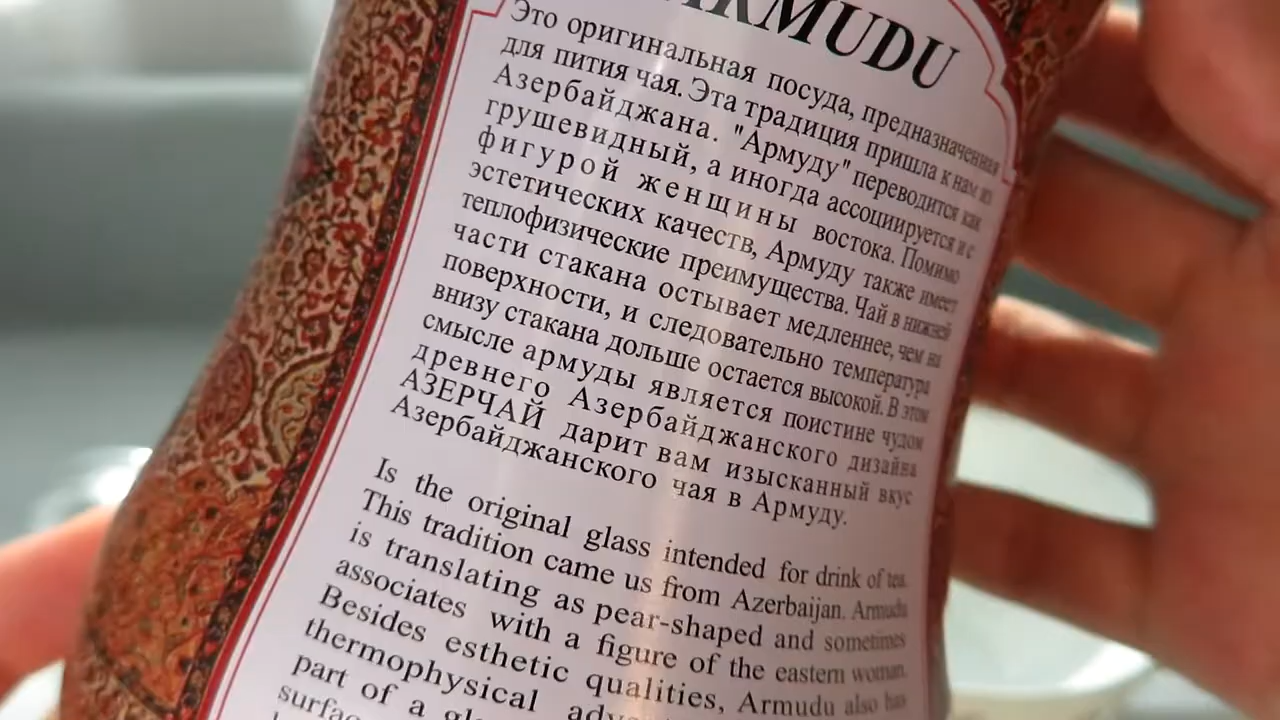 ARMUDU
Это оригинальная посуда, предназначенная
для пития чая. Эта традиция пришла к нам из
Азербайджана. "Армуду" переводится как
грушевидный, а иногда ассоциируется и с
фигурой женщины востока. Помимо
эстетических качеств, Армуду также имеет
теплофизические преимущества. Чай в нижней
части стакана остывает медленнее, чем на
поверхности, и следовательно температура
внизу стакана дольше остается высокой. В этом
смысле армуды является поистине чудом
древнего Азербайджанского дизайна
АЗЕРЧАЙ дарит вам изысканный вкус
Азербайджанского чая в Армуду.
Is the original glass intended for drink of tea.
This tradition came us from Azerbaijan. Armudu
is translating as pear-shaped and sometimes
associates with a figure of the eastern woman.
Besides esthetic qualities, Armudu also has
thermophysical
part of a